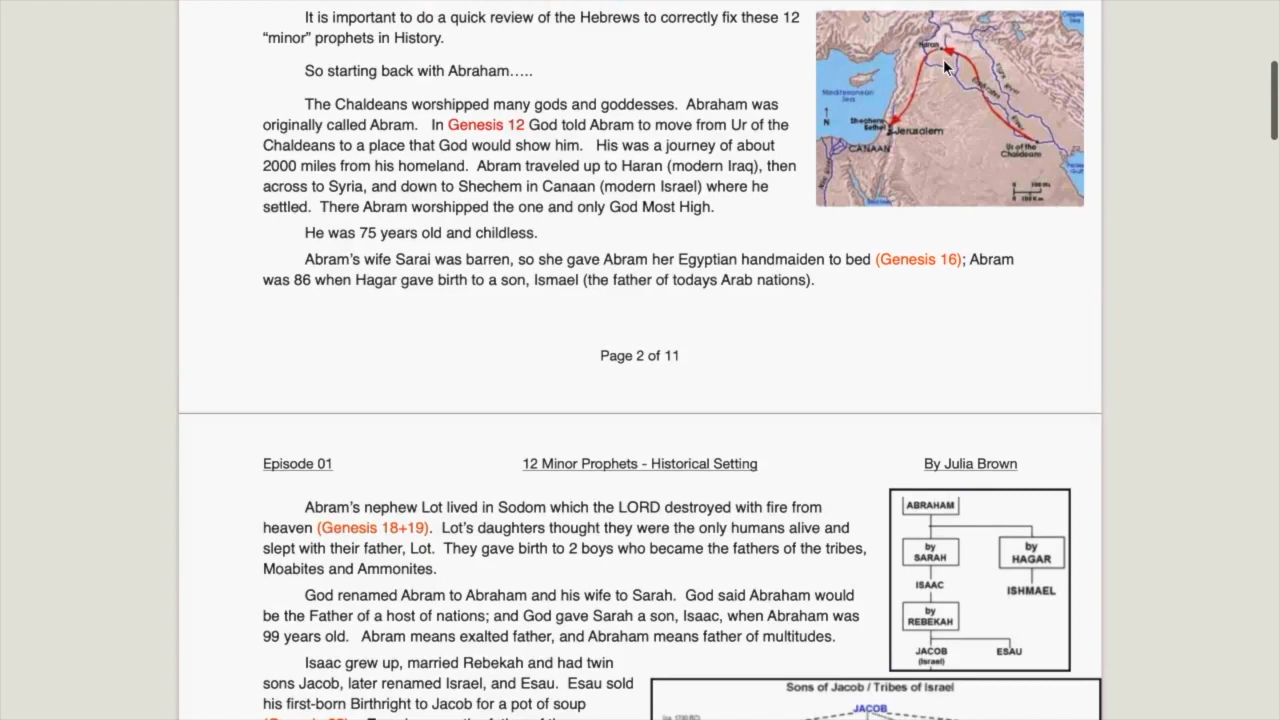 It is important to do a quick review of the Hebrews to correctly fix these 12
“minor” prophets in History.
So starting back with Abraham.....
The Chaldeans worshipped many gods and goddesses. Abraham was
originally called Abram. In Genesis 12 God told Abram to move from Ur of the
Chaldeans to a place that God would show him. His was a journey of about
2000 miles from his homeland. Abram traveled up to Haran (modern Iraq), then
across to Syria, and down to Shechem in Canaan (modern Israel) where he
settled. There Abram worshipped the one and only God Most High.
He was 75 years old and childless.
Abram’s wife Sarai was barren, so she gave Abram her Egyptian handmaiden to bed (Genesis 16); Abram
was 86 when Hagar gave birth to a son, Ismael (the father of todays Arab nations).
Haran
Mediterranean
Sea
N
Shechem
Bethel
Jerusalem
CANAAN
Ur of the
Chaldeans
Page 2 of 11
Episode 01 12 Minor Prophets - Historical Setting By Julia Brown
Abram’s nephew Lot lived in Sodom which the LORD destroyed with fire from
heaven (Genesis 18+19). Lot’s daughters thought they were the only humans alive and
slept with their father, Lot. They gave birth to 2 boys who became the fathers of the tribes,
Moabites and Ammonites.
God renamed Abram to Abraham and his wife to Sarah. God said Abraham would
be the Father of a host of nations; and God gave Sarah a son, Isaac, when Abraham was
99 years old. Abram means exalted father, and Abraham means father of multitudes.
Isaac grew up, married Rebekah and had twin
sons Jacob, later renamed Israel, and Esau. Esau sold
his first-born Birthright to Jacob for a pot of soup
ABRAHAM
by
SARAH
by
HAGAR
ISAAC
ISHMAEL
by
REBEKAH
JACOB
(Israel)
ESAU
Sons of Jacob / Tribes of Israel
JACOB